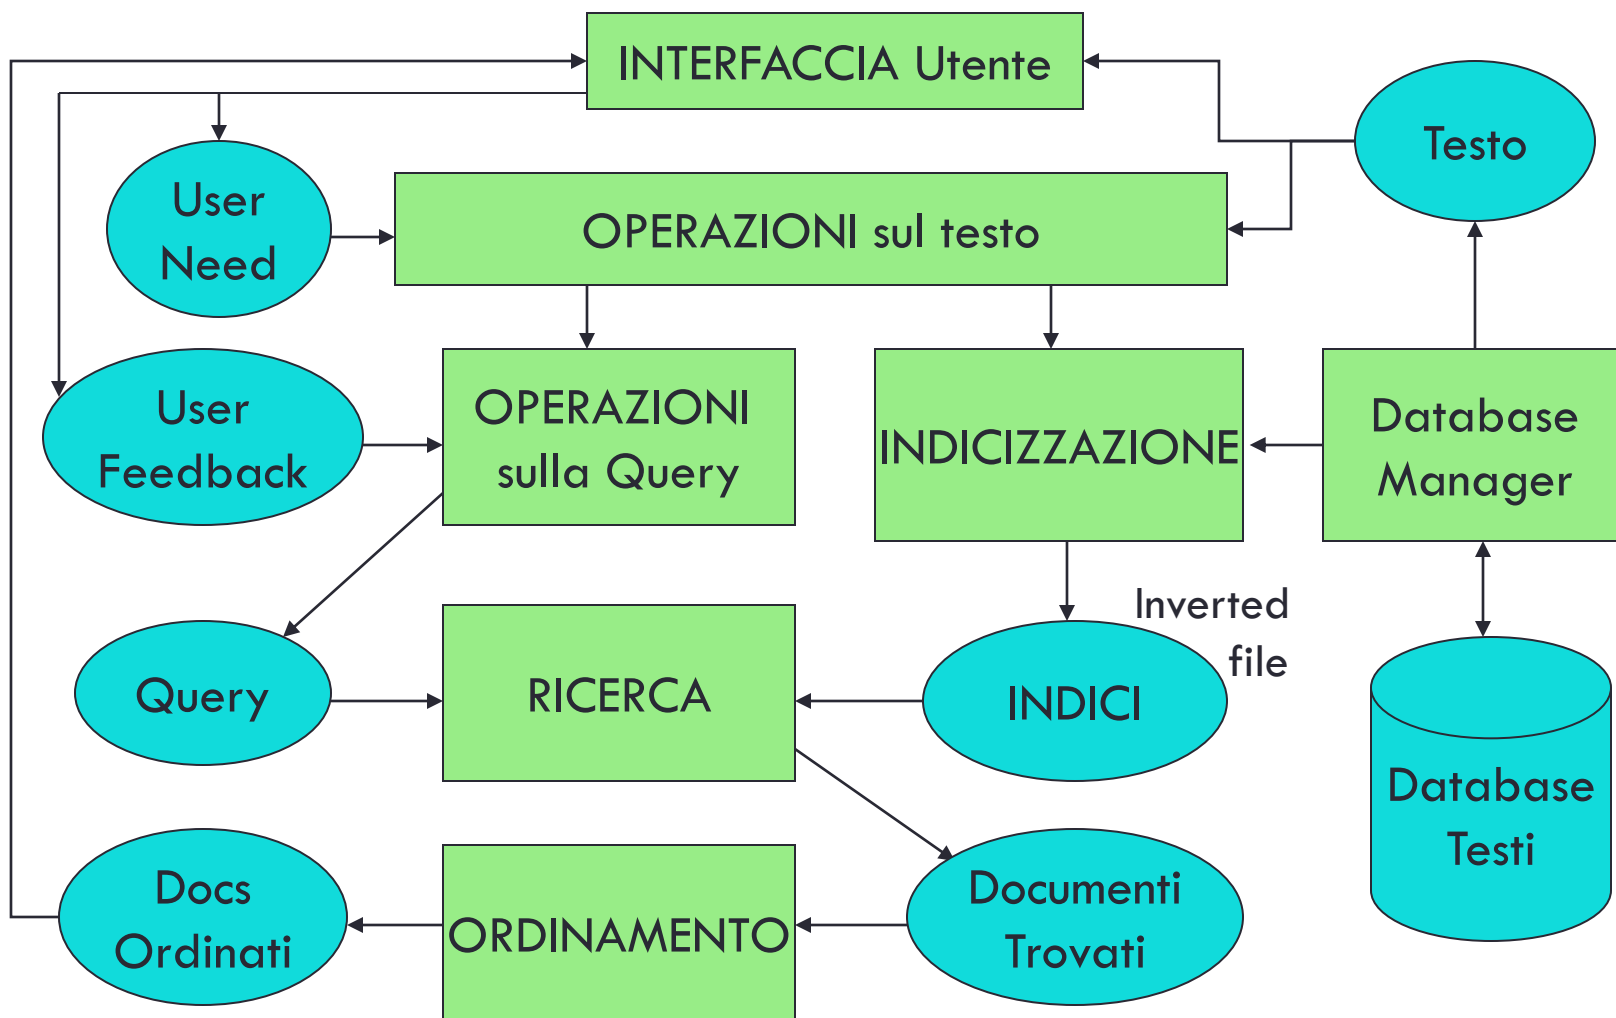 INTERFACCIA Utente
Testo
User
Need
OPERAZIONI sul testo
User
Feedback
OPERAZIONI
sulla Query
INDICIZZAZIONE
Database
Manager
Inverted
file
Query
RICERCA
INDICI
Database
Testi
Docs
Ordinati
ORDINAMENTO
Documenti
Trovati